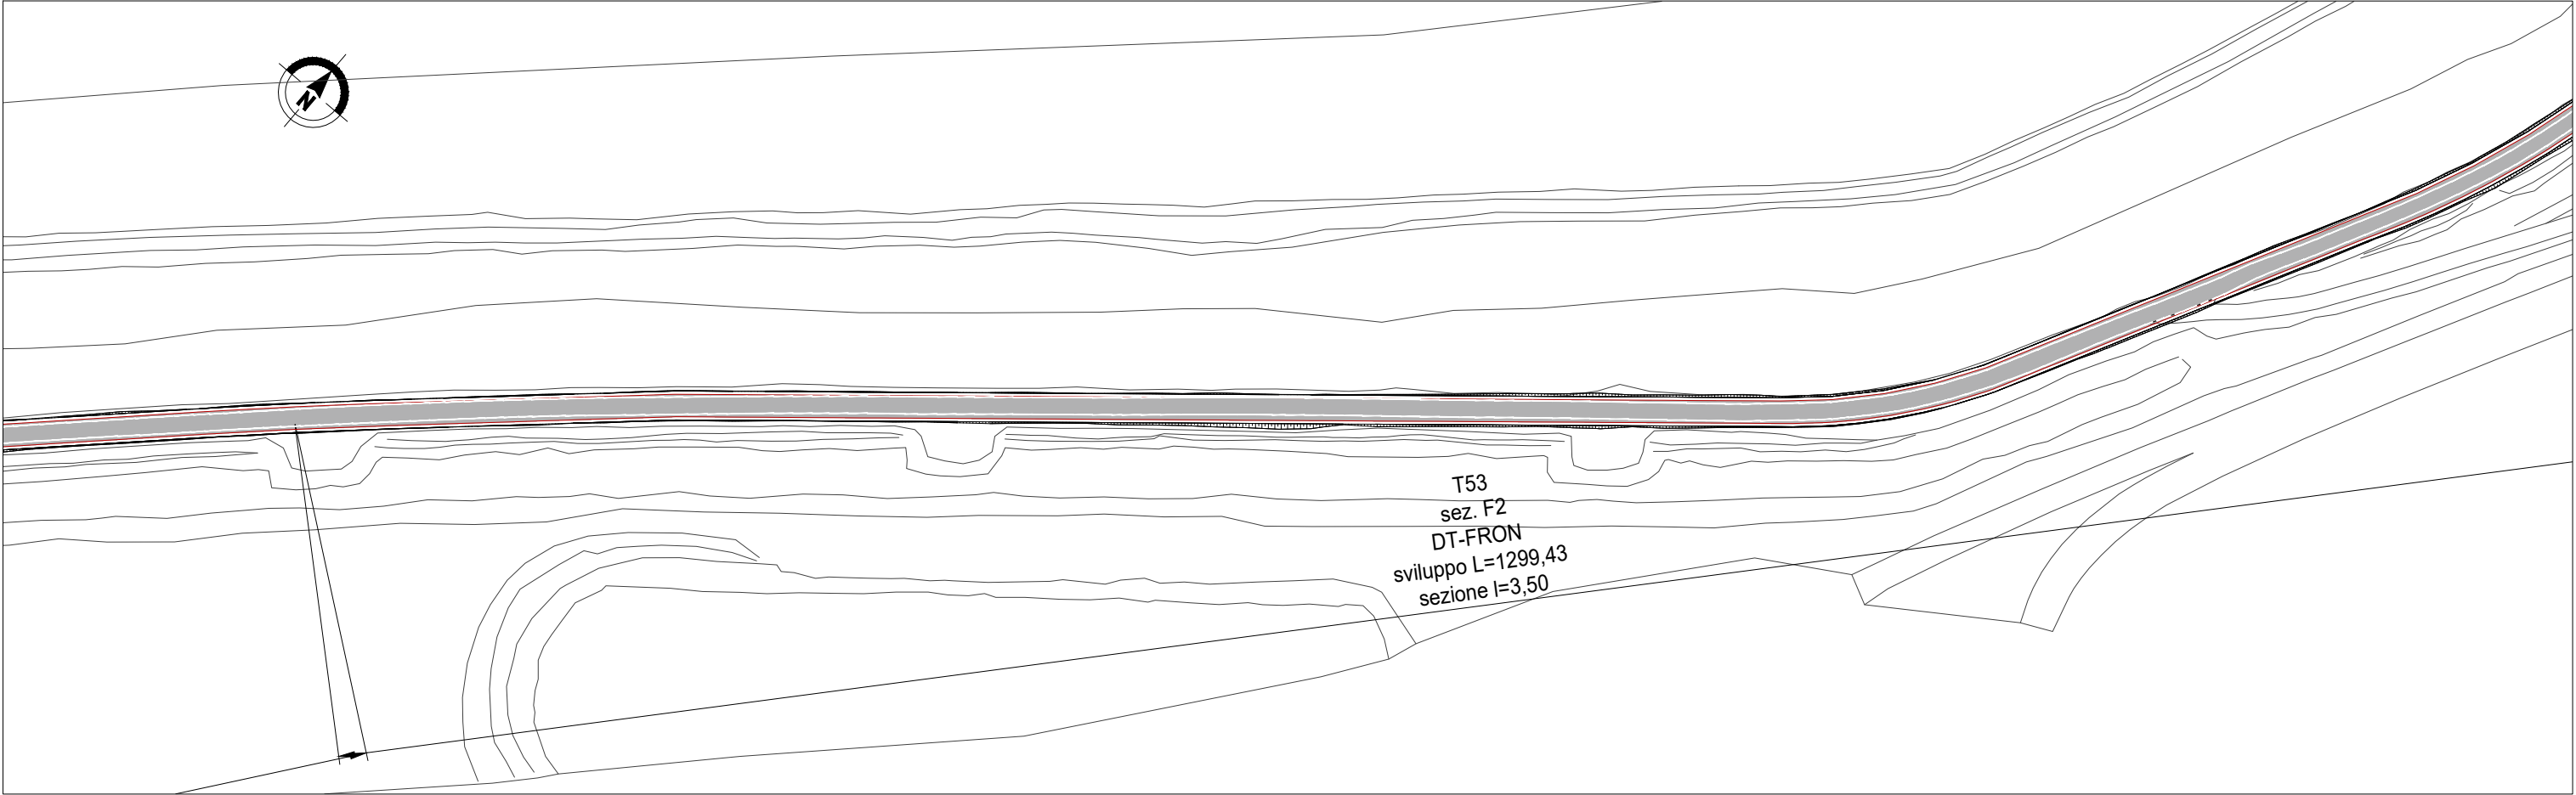 N
T53
sez. F2
DT-FRON
sviluppo L=1299,43
sezione l=3,50